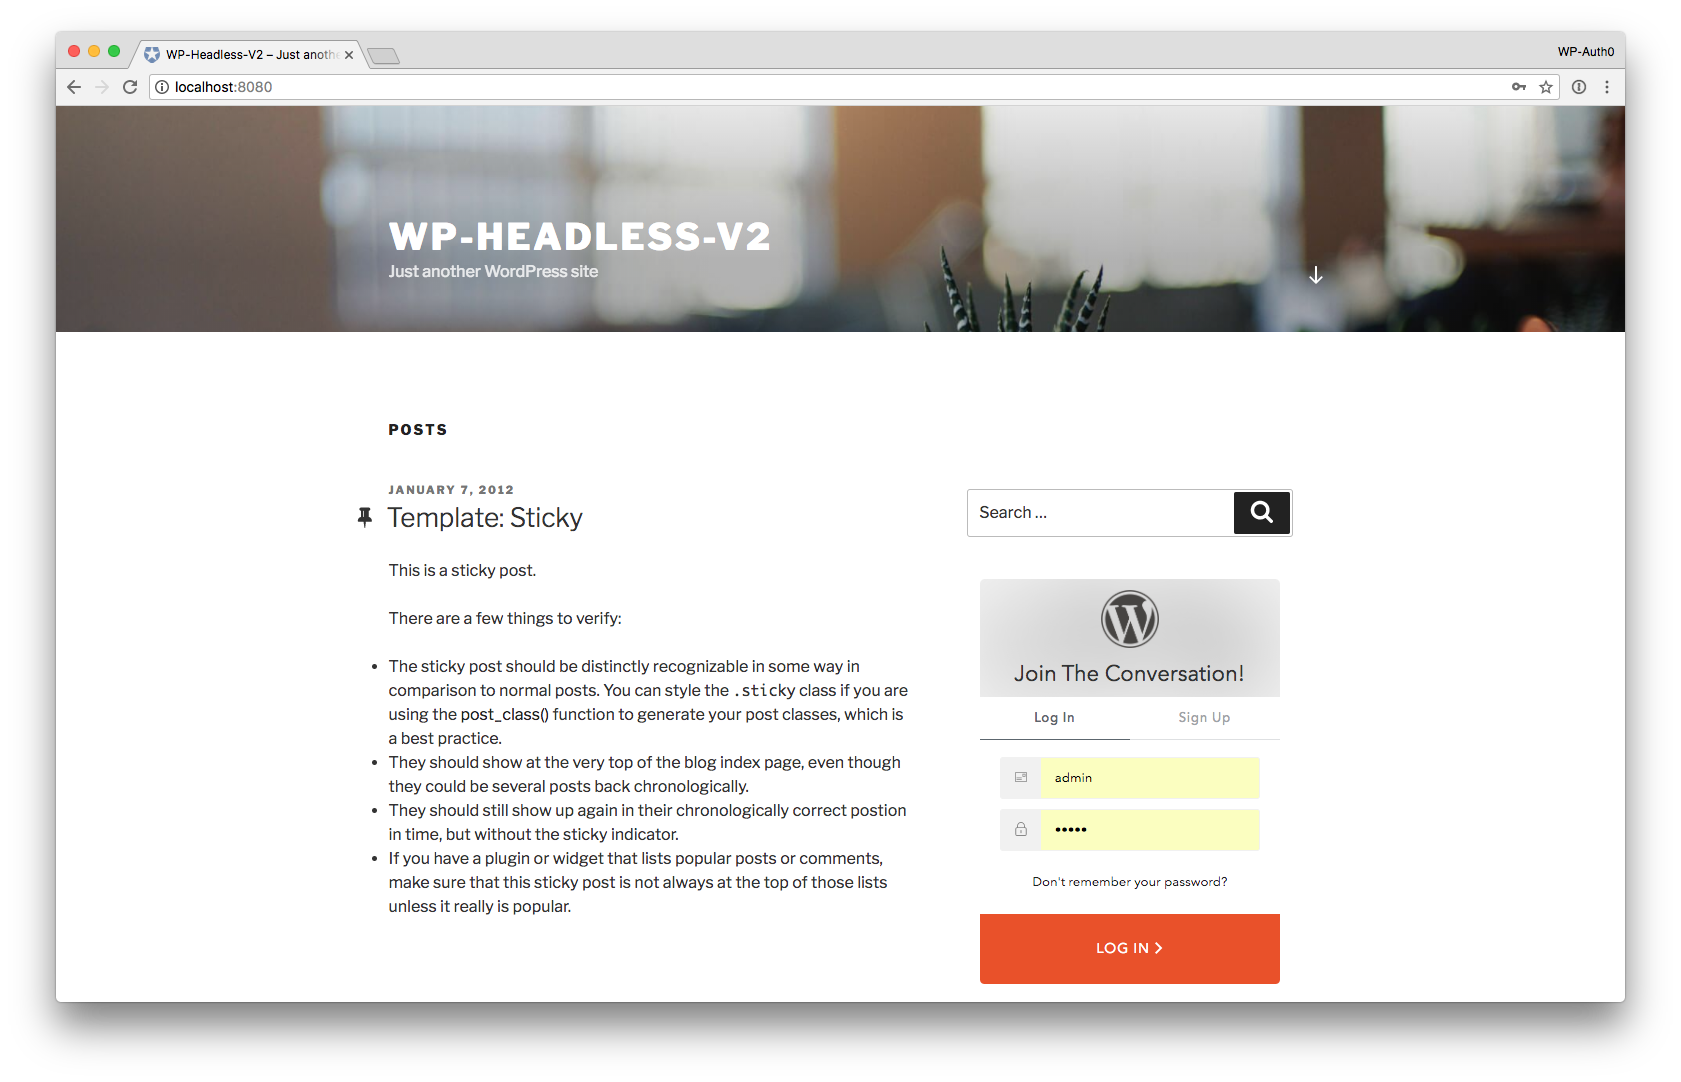 WP-Headless-V2 – Just anothe
WP-Auth0
localhost:8080
WP-HEADLESS-V2
Just another WordPress site
POSTS
JANUARY 7, 2012
Template: Sticky
This is a sticky post.
There are a few things to verify:
• The sticky post should be distinctly recognizable in some way in
comparison to normal posts. You can style the .sticky class if you are
using the post_class() function to generate your post classes, which is
a best practice.
• They should show at the very top of the blog index page, even though
they could be several posts back chronologically.
• They should still show up again in their chronologically correct postion
in time, but without the sticky indicator.
• If you have a plugin or widget that lists popular posts or comments,
make sure that this sticky post is not always at the top of those lists
unless it really is popular.
Search ...
Join The Conversation!
Log In
Sign Up
admin
•••••
Don't remember your password?
LOG IN >